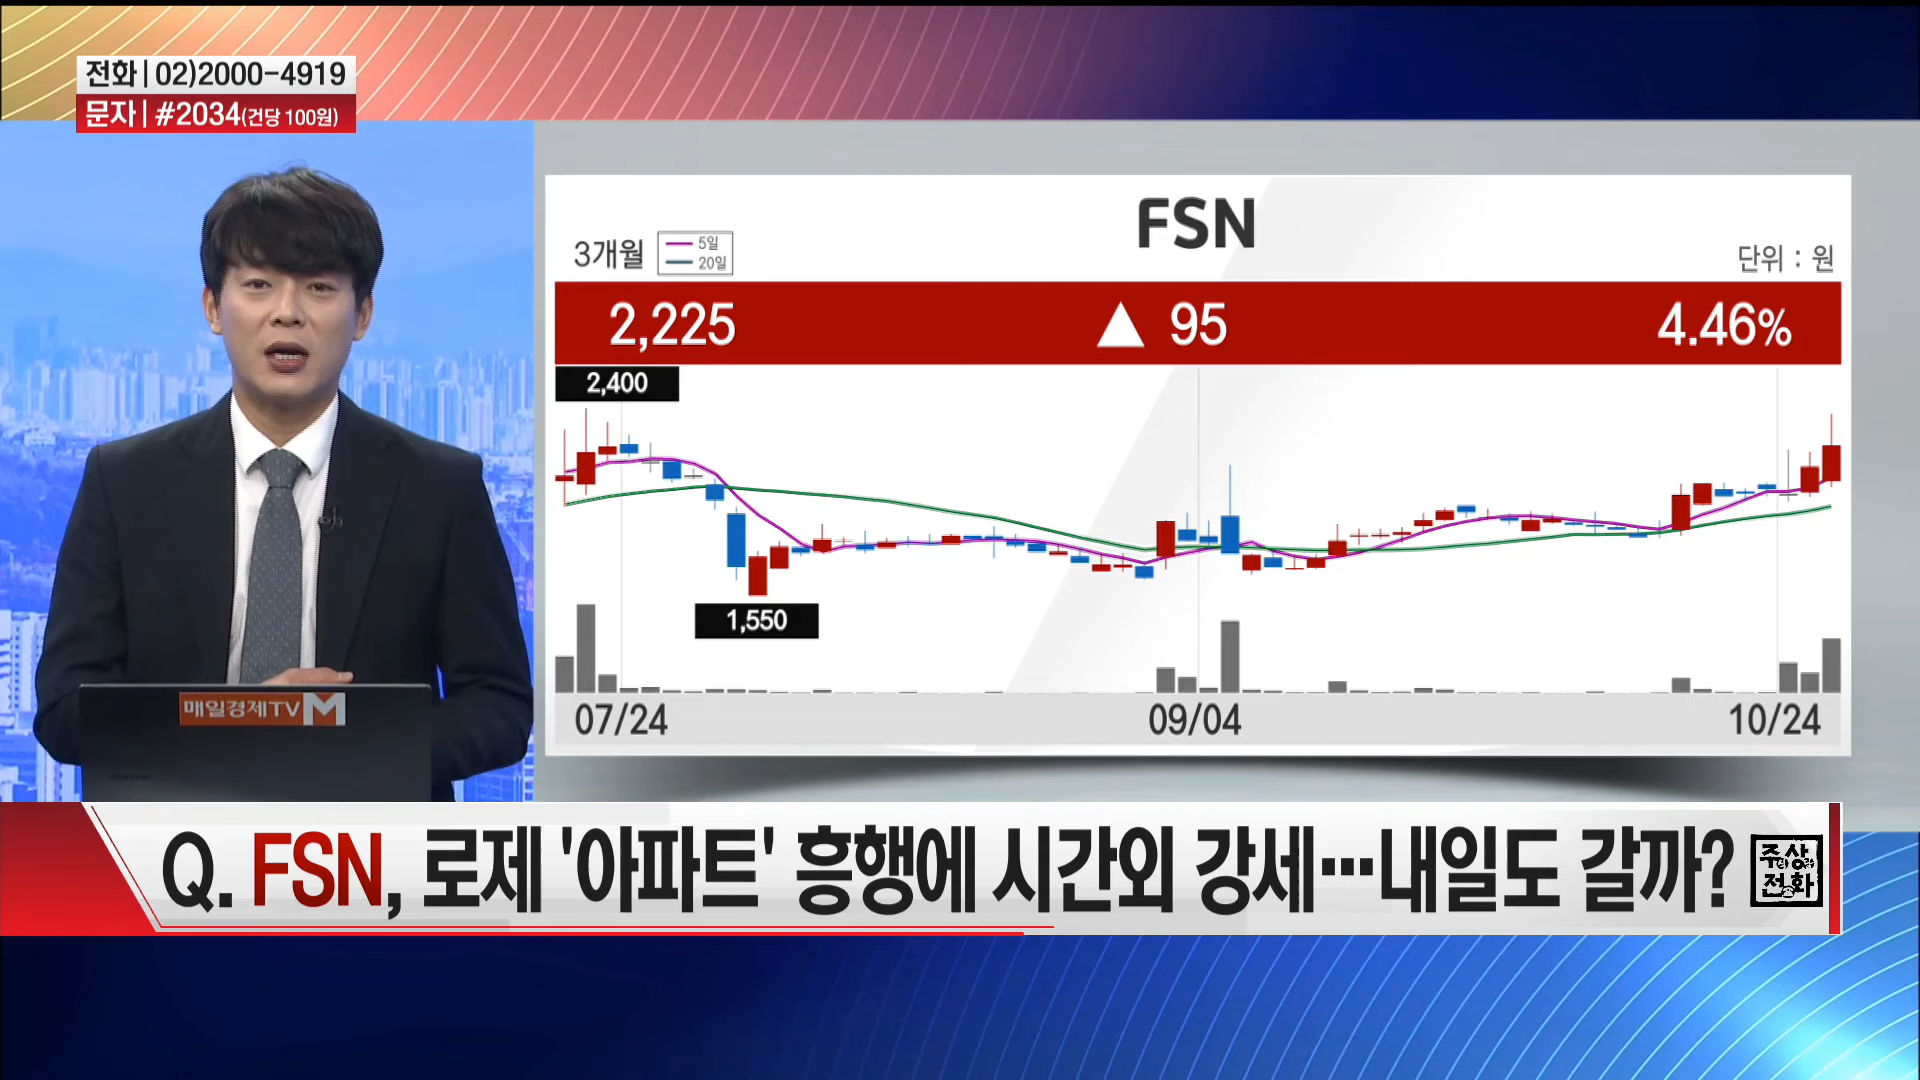 전화 | 02)2000-4919
문자 | #2034(건당 100원)
FSN
3개월
5일
20일
단위 : 원
2,225 ▲ 95 4.46%
2,400
1,550
07/24 09/04 10/24
매일경제TV M
Q. FSN, 로제 '아파트' 흥행에 시간외 강세…내일도 갈까?
주상
전화